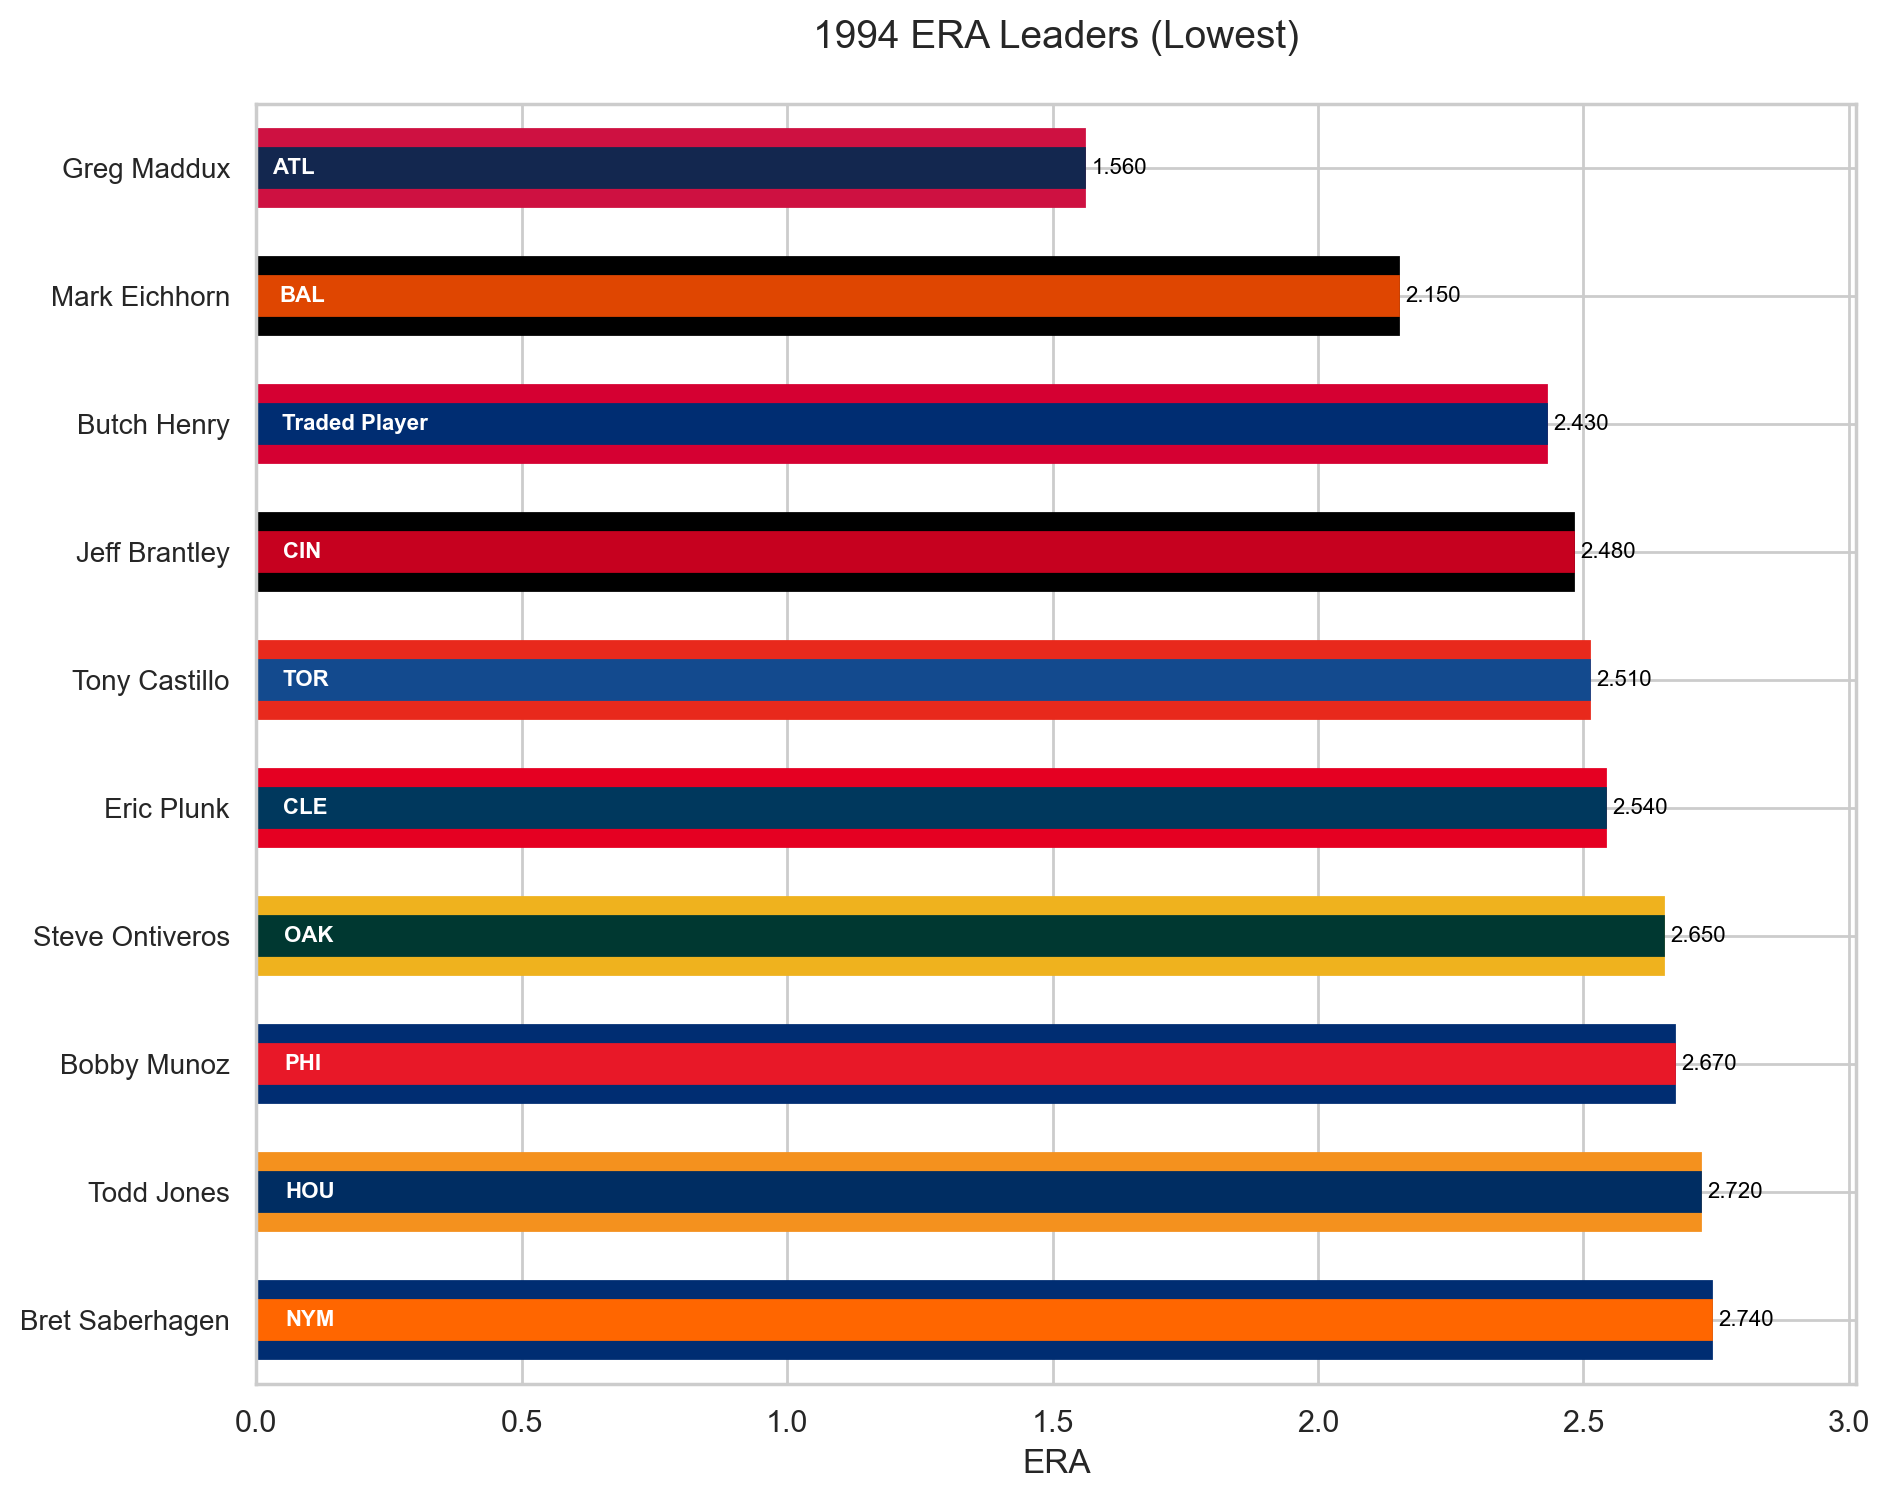 1994 ERA Leaders (Lowest)
Greg Maddux ATL 1.560
Mark Eichhorn BAL 2.150
Butch Henry Traded Player 2.430
Jeff Brantley CIN 2.480
Tony Castillo TOR 2.510
Eric Plunk CLE 2.540
Steve Ontiveros OAK 2.650
Bobby Munoz PHI 2.670
Todd Jones HOU 2.720
Bret Saberhagen NYM 2.740
0.0 0.5 1.0 1.5 2.0 2.5 3.0
ERA